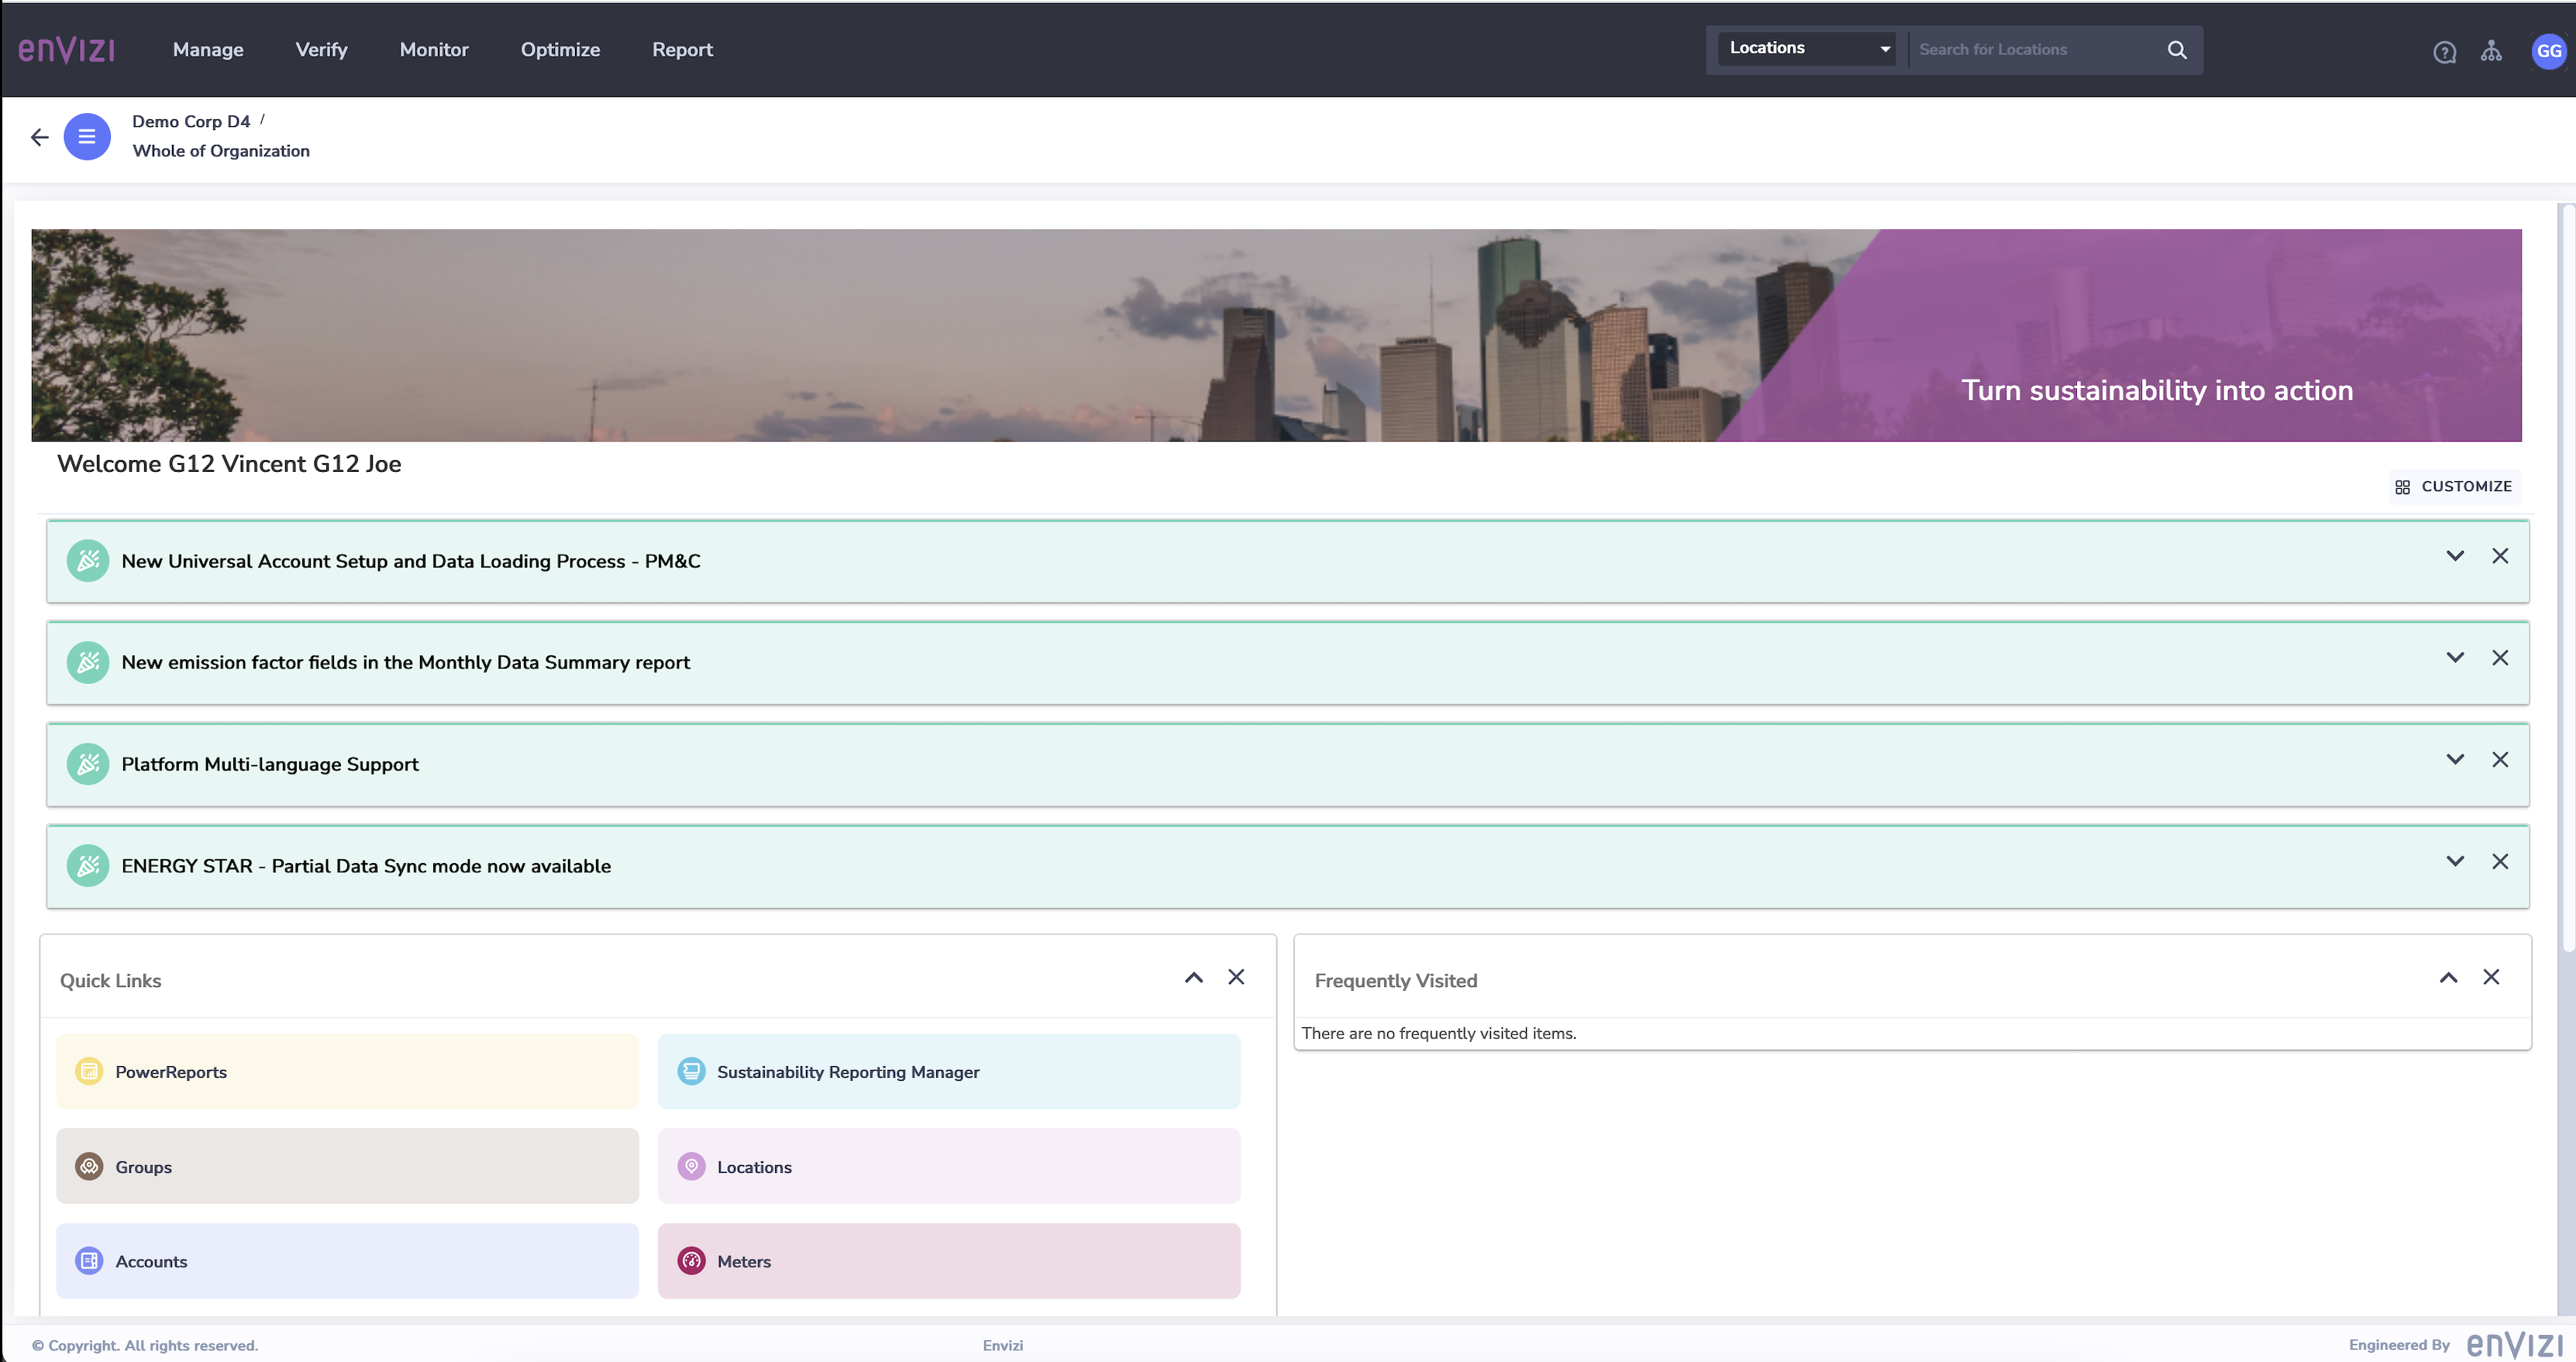 enVizi
Manage
Verify
Monitor
Optimize
Report
Locations
Search for Locations
GG
Demo Corp D4 /
Whole of Organization
Turn sustainability into action
Welcome G12 Vincent G12 Joe
CUSTOMIZE
New Universal Account Setup and Data Loading Process - PM&C
New emission factor fields in the Monthly Data Summary report
Platform Multi-language Support
ENERGY STAR - Partial Data Sync mode now available
Quick Links
PowerReports
Sustainability Reporting Manager
Groups
Locations
Accounts
Meters
Frequently Visited
There are no frequently visited items.
© Copyright. All rights reserved.
Envizi
Engineered By enVizi